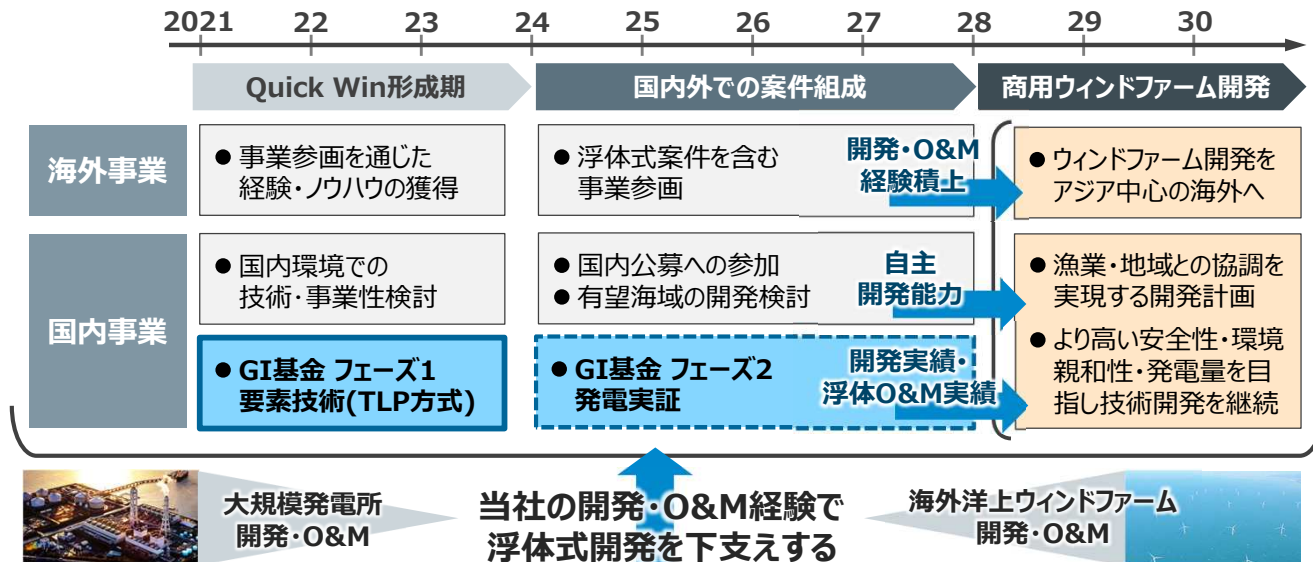 2021 22 23 24 25 26 27 28 29 30
Quick Win形成期
国内外での案件組成
商用ウィンドファーム開発
海外事業
● 事業参画を通じた
経験・ノウハウの獲得
● 浮体式案件を含む
事業参画
開発・O&M
経験積上
● ウィンドファーム開発を
アジア中心の海外へ
国内事業
● 国内環境での
技術・事業性検討
● 国内公募への参加
● 有望海域の開発検討
自主
開発能力
● 漁業・地域との協調を
実現する開発計画
● GI基金 フェーズ1
要素技術(TLP方式)
● GI基金 フェーズ2
発電実証
開発実績・
浮体O&M実績
● より高い安全性・環境
親和性・発電量を目
指し技術開発を継続
大規模発電所
開発・O&M
当社の開発・O&M経験で
浮体式開発を下支えする
海外洋上ウィンドファーム
開発・O&M